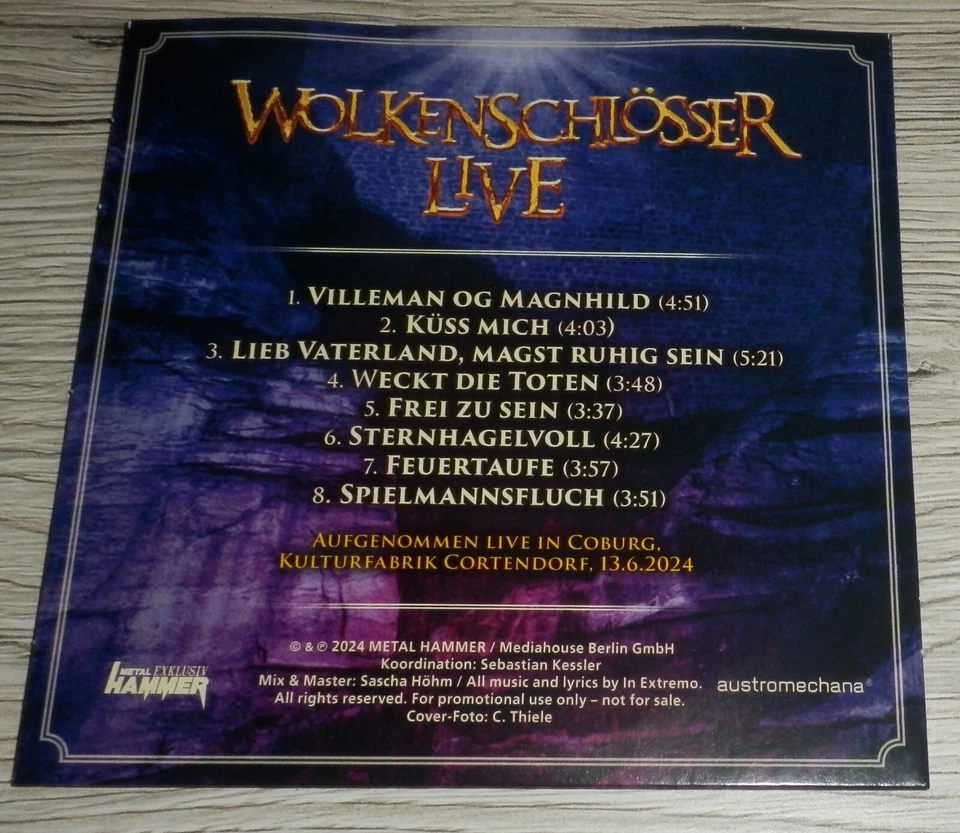 WOLKENSCHLÖSSER
LIVE
1. VILLEMAN OG MAGNHILD (4:51)
2. KÜSS MICH (4:03)
3. LIEB VATERLAND, MAGST RUHIG SEIN (5:21)
4. WECKT DIE TOTEN (3:48)
5. FREI ZU SEIN (3:37)
6. STERNHAGELVOLL (4:27)
7. FEUERTAUFE (3:57)
8. SPIELMANNSFLUCH (3:51)
AUFGENOMMEN LIVE IN COBURG,
KULTURFABRIK CORTENDORF, 13.6.2024
© & ℗ 2024 METAL HAMMER / Mediahouse Berlin GmbH
Koordination: Sebastian Kessler
Mix & Master: Sascha Höhm / All music and lyrics by In Extremo.
All rights reserved. For promotional use only – not for sale.
Cover-Foto: C. Thiele
METAL EXKLUSIV
HAMMER
austromechana®